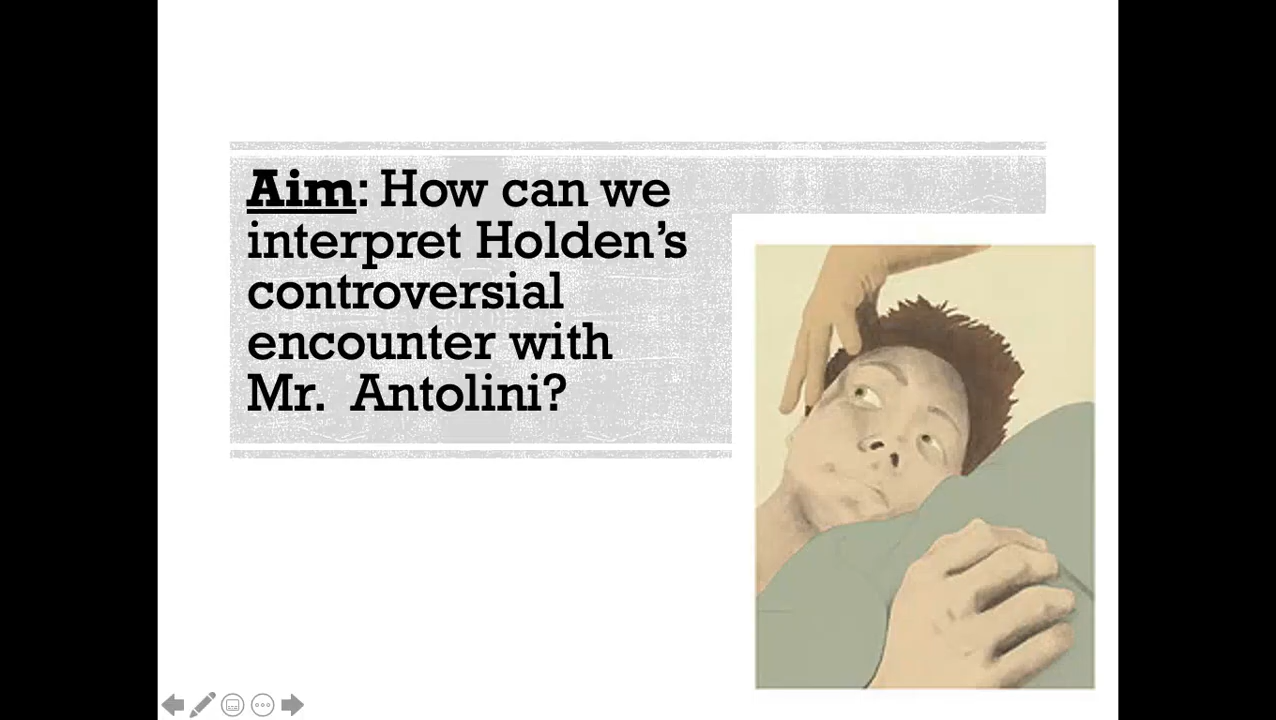 Aim: How can we
interpret Holden’s
controversial
encounter with
Mr.  Antolini?